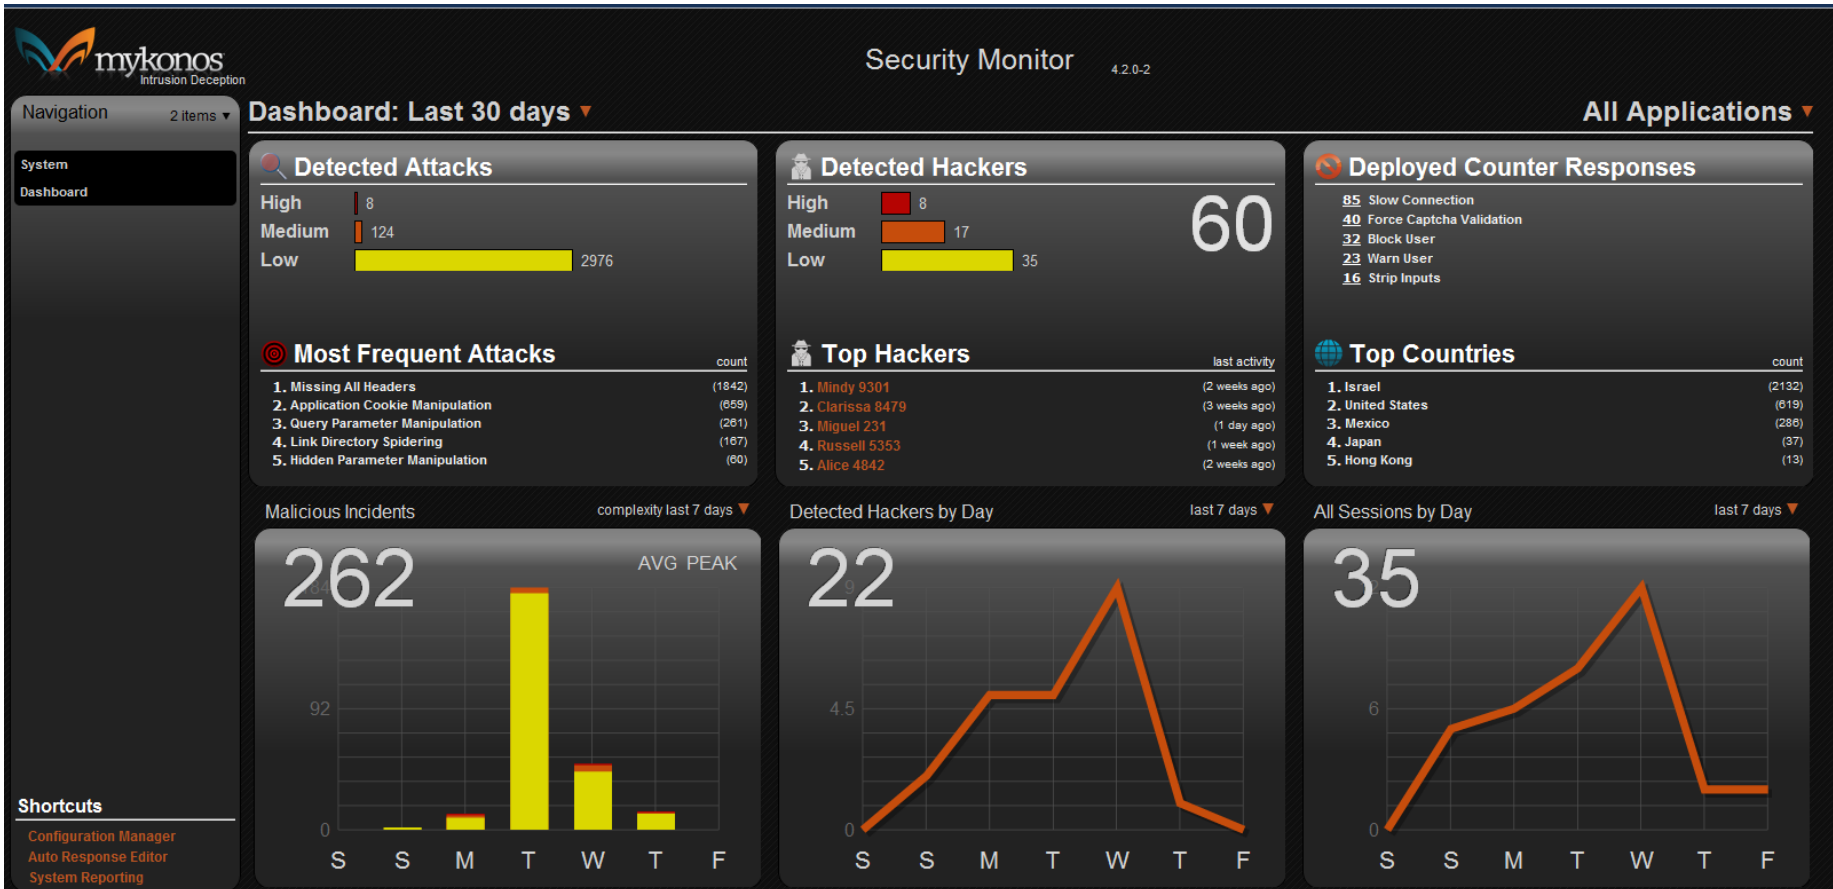 mykonos
Intrusion Deception
Security Monitor 4.2.0-2
Navigation 2 items ▼
System
Dashboard
Dashboard: Last 30 days ▼
All Applications ▼
Detected Attacks
High 8
Medium 124
Low 2976
Most Frequent Attacks count
1. Missing All Headers (1842)
2. Application Cookie Manipulation (659)
3. Query Parameter Manipulation (261)
4. Link Directory Spidering (167)
5. Hidden Parameter Manipulation (60)
Detected Hackers
60
High 8
Medium 17
Low 35
Top Hackers last activity
1. Mindy 9301 (2 weeks ago)
2. Clarissa 8479 (3 weeks ago)
3. Miguel 231 (1 day ago)
4. Russell 5353 (1 week ago)
5. Alice 4842 (2 weeks ago)
Deployed Counter Responses
85 Slow Connection
40 Force Captcha Validation
32 Block User
23 Warn User
16 Strip Inputs
Top Countries count
1. Israel (2132)
2. United States (619)
3. Mexico (286)
4. Japan (37)
5. Hong Kong (13)
Malicious Incidents complexity last 7 days ▼
262
AVG PEAK
92
0
S S M T W T F
Detected Hackers by Day last 7 days ▼
22
9
4.5
0
S S M T W T F
All Sessions by Day last 7 days ▼
35
6
0
S S M T W T F
Shortcuts
Configuration Manager
Auto Response Editor
System Reporting